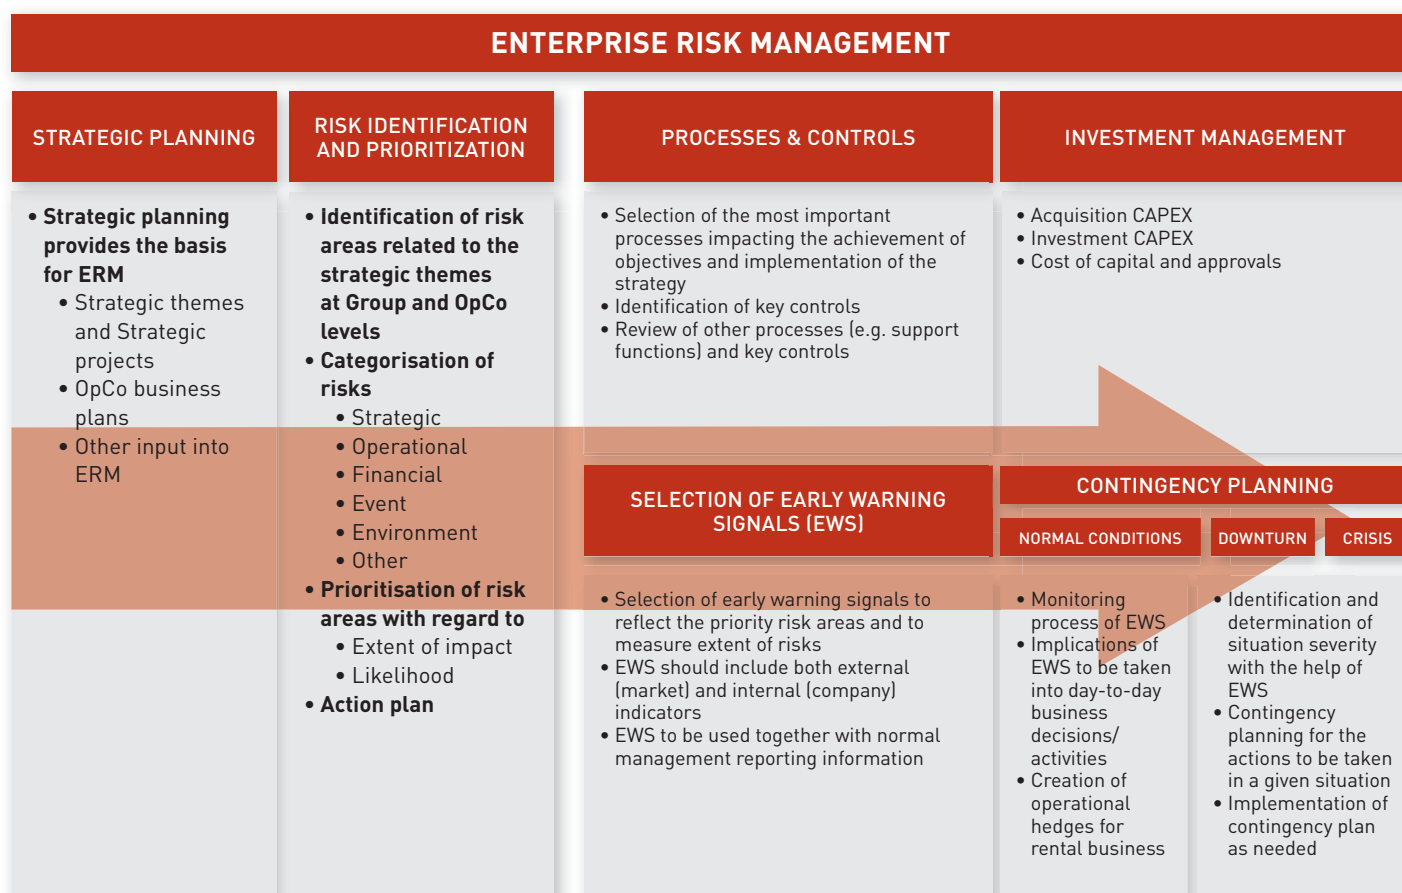 ENTERPRISE RISK MANAGEMENT
STRATEGIC PLANNING
• Strategic planning
provides the basis
for ERM
• Strategic themes
and Strategic
projects
• OpCo business
plans
• Other input into
ERM
RISK IDENTIFICATION
AND PRIORITIZATION
• Identification of risk
areas related to the
strategic themes
at Group and OpCo
levels
• Categorisation of
risks
• Strategic
• Operational
• Financial
• Event
• Environment
• Other
• Prioritisation of risk
areas with regard to
• Extent of impact
• Likelihood
• Action plan
PROCESSES & CONTROLS
• Selection of the most important
processes impacting the achievement of
objectives and implementation of the
strategy
• Identification of key controls
• Review of other processes (e.g. support
functions) and key controls
INVESTMENT MANAGEMENT
• Acquisition CAPEX
• Investment CAPEX
• Cost of capital and approvals
SELECTION OF EARLY WARNING
SIGNALS (EWS)
• Selection of early warning signals to
reflect the priority risk areas and to
measure extent of risks
• EWS should include both external
(market) and internal (company)
indicators
• EWS to be used together with normal
management reporting information
CONTINGENCY PLANNING
NORMAL CONDITIONS
• Monitoring
process of EWS
• Implications of
EWS to be taken
into day-to-day
business
decisions/
activities
• Creation of
operational
hedges for
rental business
DOWNTURN
CRISIS
• Identification and
determination of
situation severity
with the help of
EWS
• Contingency
planning for the
actions to be taken
in a given situation
• Implementation of
contingency plan
as needed